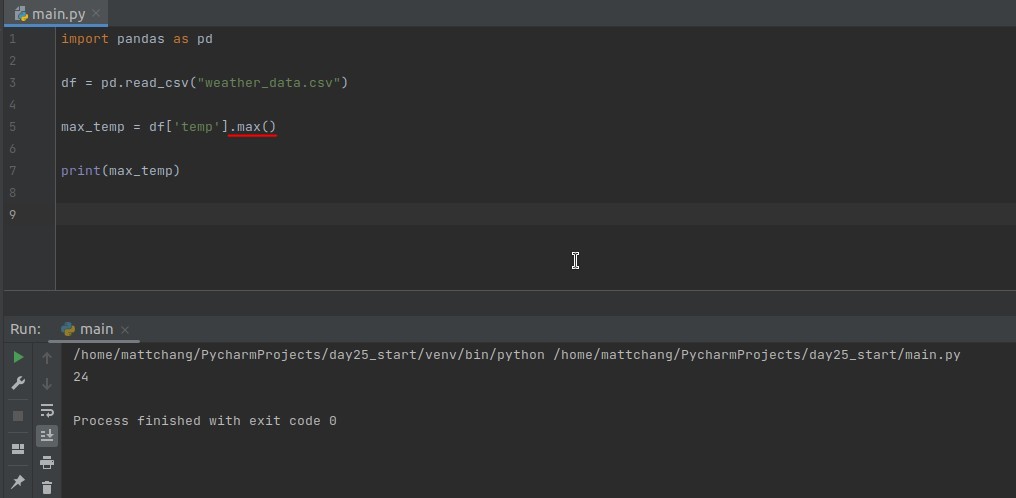 main.py
1 import pandas as pd
2
3 df = pd.read_csv("weather_data.csv")
4
5 max_temp = df['temp'].max()
6
7 print(max_temp)
8
9
Run: main
/home/mattchang/PycharmProjects/day25_start/venv/bin/python /home/mattchang/PycharmProjects/day25_start/main.py
24
Process finished with exit code 0